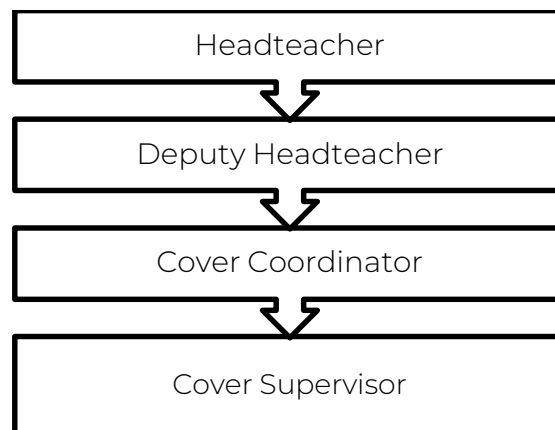 Headteacher
Deputy Headteacher
Cover Coordinator
Cover Supervisor